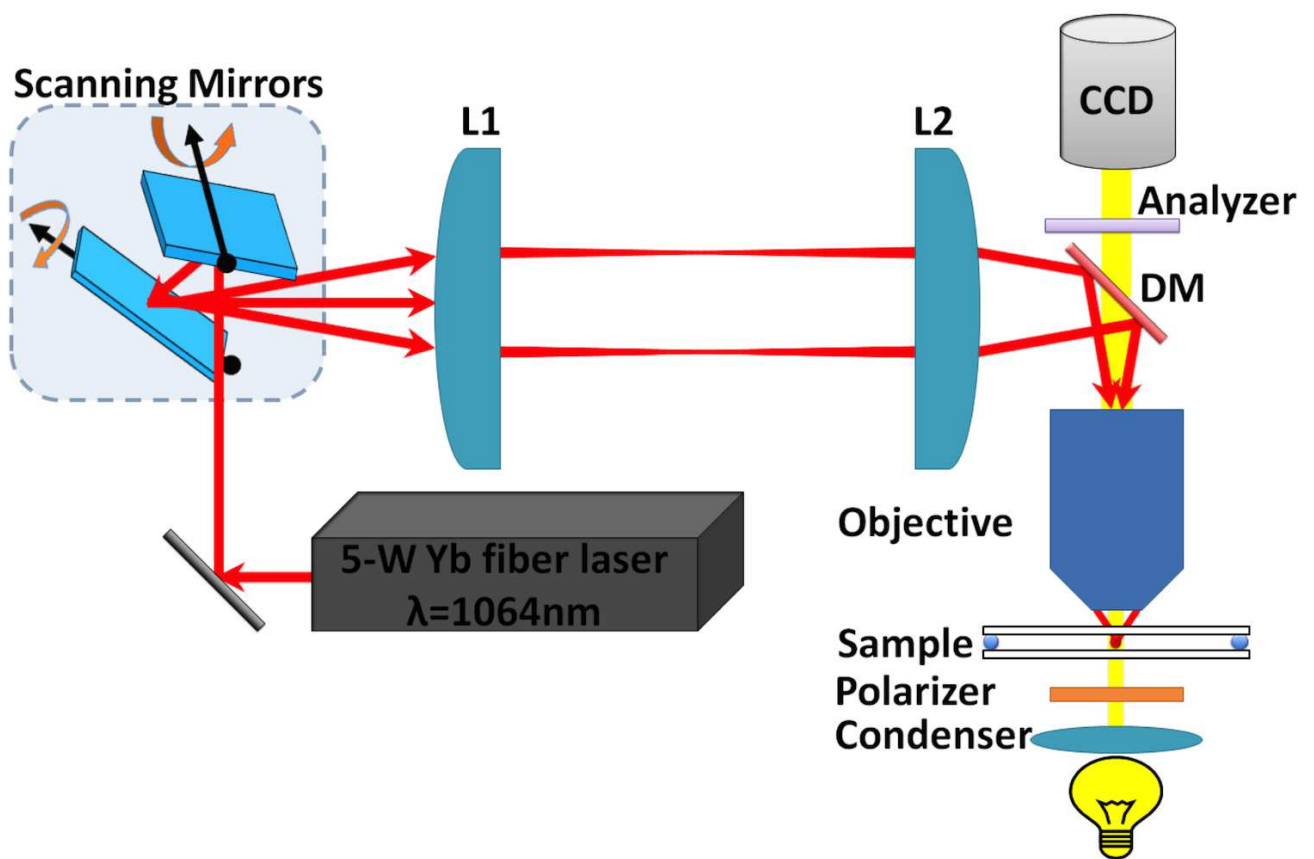 Scanning Mirrors
L1
L2
CCD
Analyzer
DM
Objective
5-W Yb fiber laser
λ=1064nm
Sample
Polarizer
Condenser